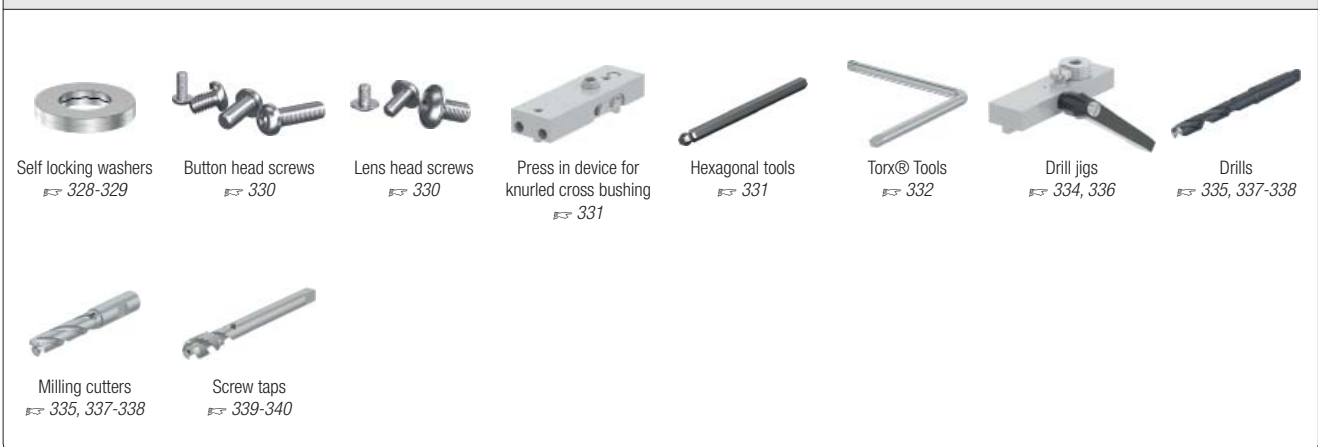 Self locking washers
☞ 328-329
Button head screws
☞ 330
Lens head screws
☞ 330
Press in device for
knurled cross bushing
☞ 331
Hexagonal tools
☞ 331
Torx® Tools
☞ 332
Drill jigs
☞ 334, 336
Drills
☞ 335, 337-338
Milling cutters
☞ 335, 337-338
Screw taps
☞ 339-340